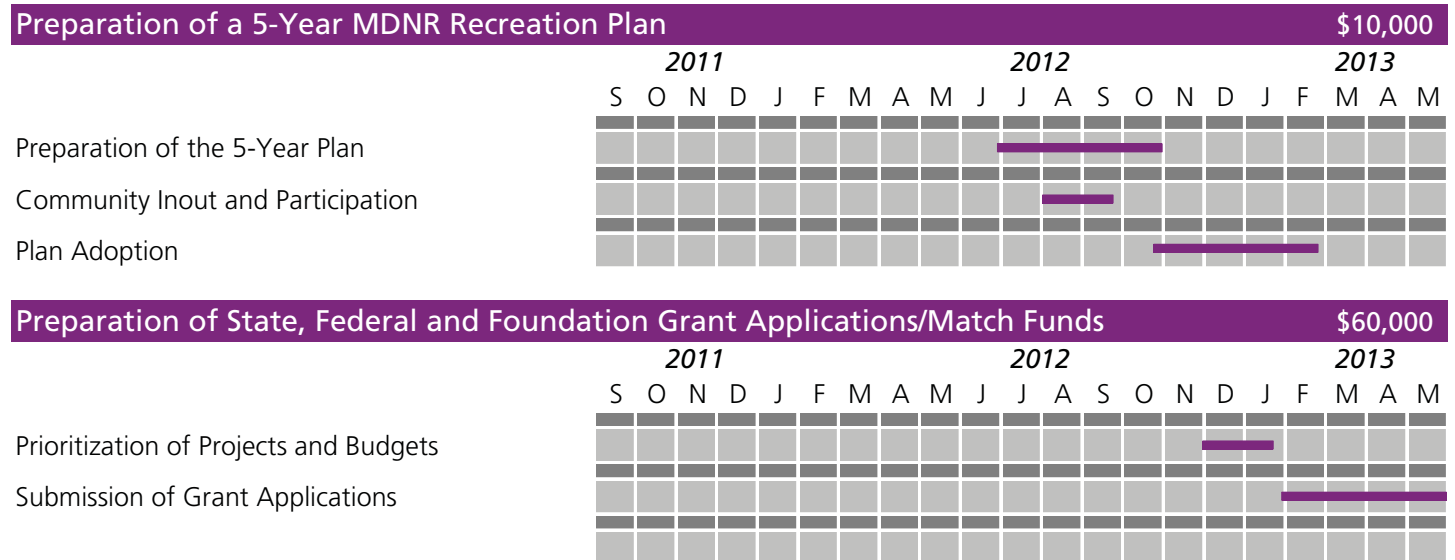 Preparation of a 5-Year MDNR Recreation Plan $10,000
2011 2012 2013
S O N D J F M A M J J A S O N D J F M A M
Preparation of the 5-Year Plan
Community Inout and Participation
Plan Adoption
Preparation of State, Federal and Foundation Grant Applications/Match Funds $60,000
2011 2012 2013
S O N D J F M A M J J A S O N D J F M A M
Prioritization of Projects and Budgets
Submission of Grant Applications